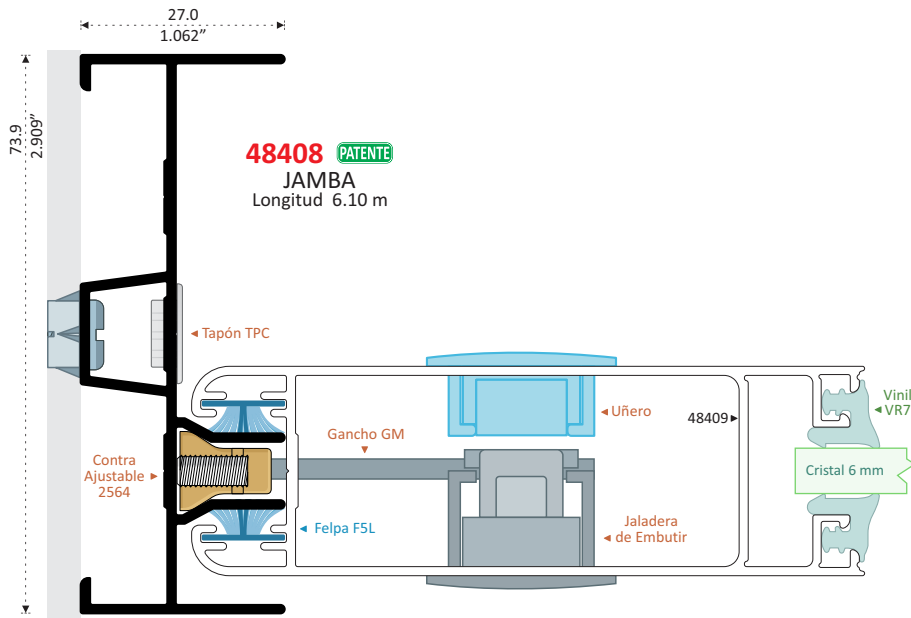 27.0
1.062”
73.9
2.909”
48408 PATENTE
JAMBA
Longitud 6.10 m
Tapón TPC
Uñero
48409
Vinil
VR7
Gancho GM
Contra
Ajustable
2564
Cristal 6 mm
Felpa F5L
Jaladera
de Embutir